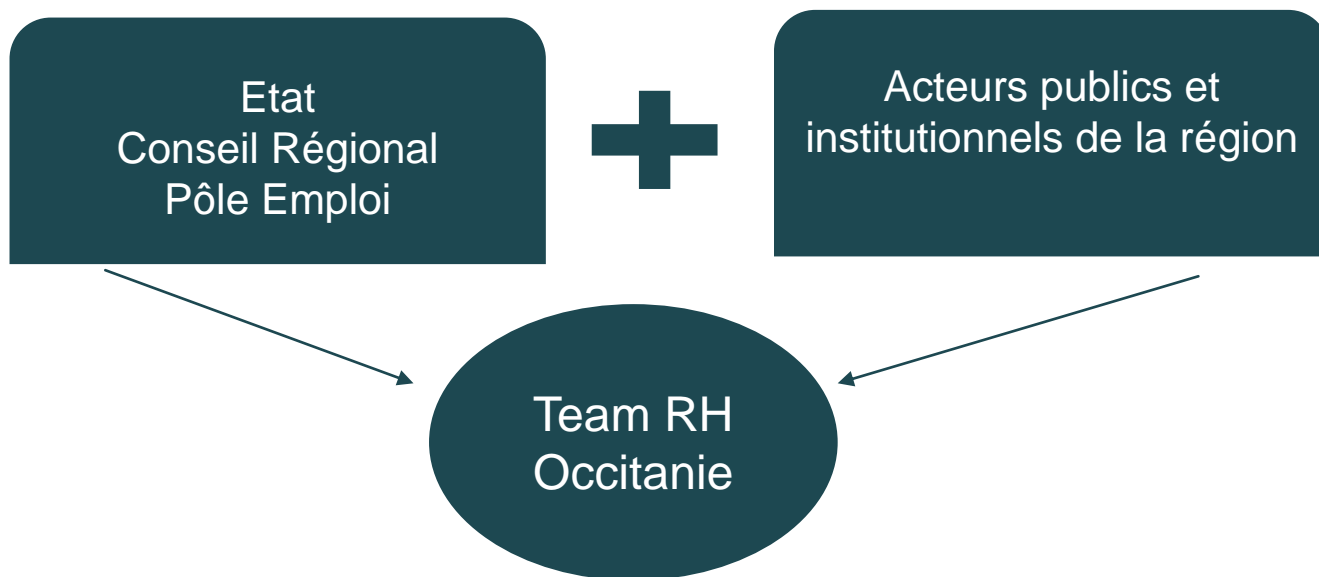 Etat
Conseil Régional
Pôle Emploi
Acteurs publics et
institutionnels de la région
Team RH
Occitanie